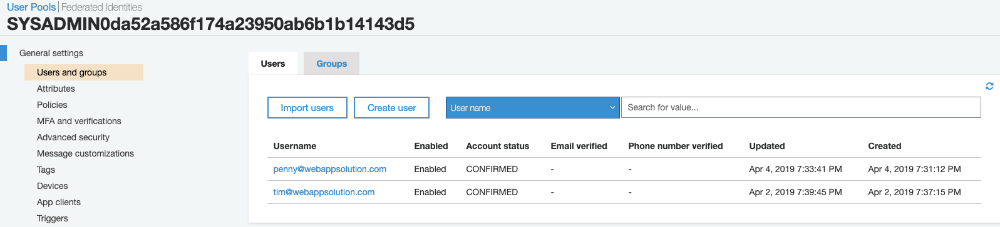 User Pools | Federated Identities
SYSADMIN0da52a586f174a23950ab6b1b14143d5
General settings
Users and groups
Attributes
Policies
MFA and verifications
Advanced security
Message customizations
Tags
Devices
App clients
Triggers
Users Groups
Import users Create user User name Search for value...
Username Enabled Account status Email verified Phone number verified Updated Created
penny@webappsolution.com Enabled CONFIRMED - - Apr 4, 2019 7:33:41 PM Apr 4, 2019 7:31:12 PM
tim@webappsolution.com Enabled CONFIRMED - - Apr 2, 2019 7:39:45 PM Apr 2, 2019 7:37:15 PM